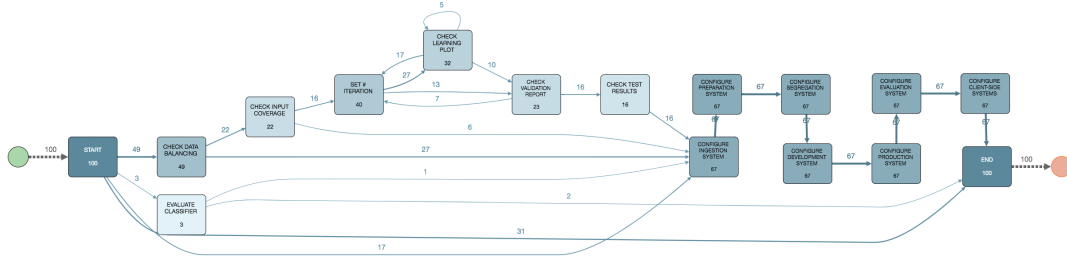 5
CHECK
LEARNING
PLOT
32
17
10
27
SET #
ITERATION
40
13
7
CHECK
VALIDATION
REPORT
23
16
CHECK TEST
RESULTS
16
16
CHECK INPUT
COVERAGE
22
16
6
22
CONFIGURE
PREPARATION
SYSTEM
67
67
CONFIGURE
SEGREGATION
SYSTEM
67
CONFIGURE
EVALUATION
SYSTEM
67
67
CONFIGURE
CLIENT-SIDE
SYSTEMS
67
67
67
67
67
100
START
100
49
CHECK DATA
BALANCING
49
27
CONFIGURE
INGESTION
SYSTEM
67
CONFIGURE
DEVELOPMENT
SYSTEM
67
67
CONFIGURE
PRODUCTION
SYSTEM
67
END
100
100
3
EVALUATE
CLASSIFIER
3
1
2
31
17